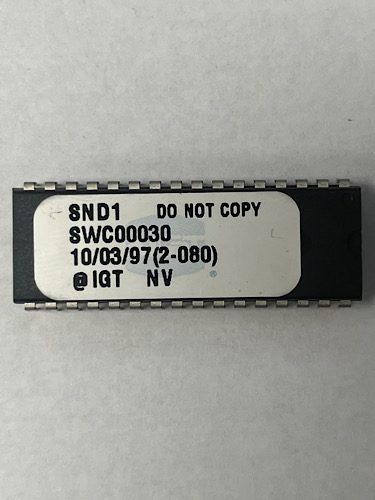 SND1 DO NOT COPY
SWC00030
10/03/97(2-080)
@IGT NV
®